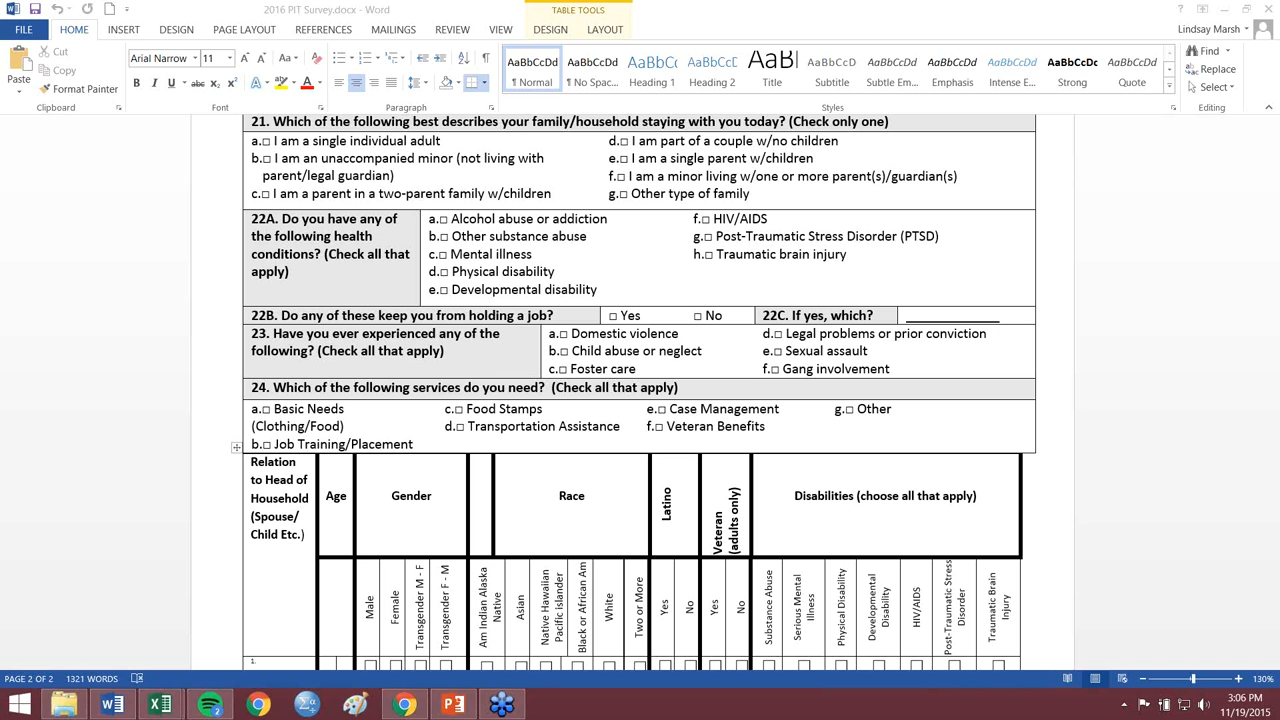 2016 PIT Survey.docx - Word
TABLE TOOLS
FILE HOME INSERT DESIGN PAGE LAYOUT REFERENCES MAILINGS REVIEW VIEW DESIGN LAYOUT
Lindsay Marsh
Paste
Cut
Copy
Format Painter
Clipboard
Arial Narrow 11
Font
Paragraph
AaBbCcDd AaBbCcDd AaBbCcD AaBbCcD AaBb AaBbCcDd AaBbCcDd AaBbCcDd AaBbCcDd AaBbCcDc AaBbCcDd
¶ Normal ¶ No Spac... Heading 1 Heading 2 Title Subtitle Subtle Em... Emphasis Intense E... Strong Quote
Styles
Find
Replace
Select
Editing
21. Which of the following best describes your family/household staying with you today? (Check only one)
a.□ I am a single individual adult
b.□ I am an unaccompanied minor (not living with
parent/legal guardian)
c.□ I am a parent in a two-parent family w/children
d.□ I am part of a couple w/no children
e.□ I am a single parent w/children
f.□ I am a minor living w/one or more parent(s)/guardian(s)
g.□ Other type of family
22A. Do you have any of
the following health
conditions? (Check all that
apply)
a.□ Alcohol abuse or addiction
b.□ Other substance abuse
c.□ Mental illness
d.□ Physical disability
e.□ Developmental disability
f.□ HIV/AIDS
g.□ Post-Traumatic Stress Disorder (PTSD)
h.□ Traumatic brain injury
22B. Do any of these keep you from holding a job? □ Yes □ No 22C. If yes, which? ______________
23. Have you ever experienced any of the
following? (Check all that apply)
a.□ Domestic violence
b.□ Child abuse or neglect
c.□ Foster care
d.□ Legal problems or prior conviction
e.□ Sexual assault
f.□ Gang involvement
24. Which of the following services do you need? (Check all that apply)
a.□ Basic Needs
(Clothing/Food)
b.□ Job Training/Placement
c.□ Food Stamps
d.□ Transportation Assistance
e.□ Case Management
f.□ Veteran Benefits
g.□ Other
Relation
to Head of
Household
(Spouse/
Child Etc.)
Age
Gender
Race
Latino
Veteran
(adults only)
Disabilities (choose all that apply)
Male
Female
Transgender M - F
Transgender F - M
Am Indian Alaska
Native
Asian
Native Hawaiian
Pacific islander
Black or African Am
White
Two or More
Yes
No
Yes
No
Substance Abuse
Serious Mental
Illness
Physical Disability
Developmental
Disability
HIV/AIDS
Post-Traumatic Stress
Disorder
Traumatic Brain
Injury
1.
PAGE 2 OF 2 1321 WORDS
130%
3:06 PM
11/19/2015